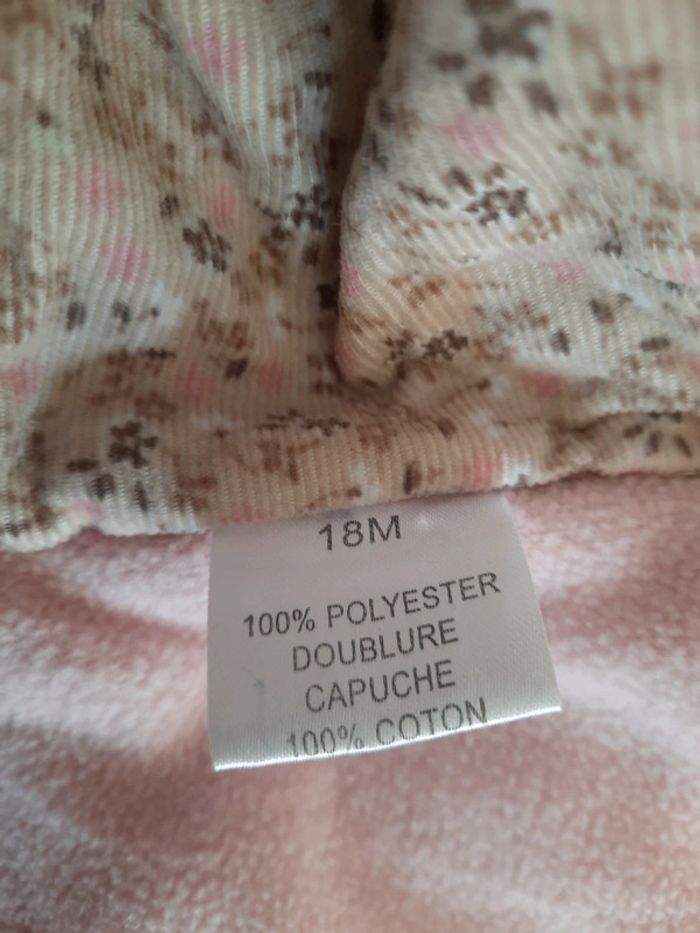 18M
100% POLYESTER
DOUBLURE
CAPUCHE
100% COTON